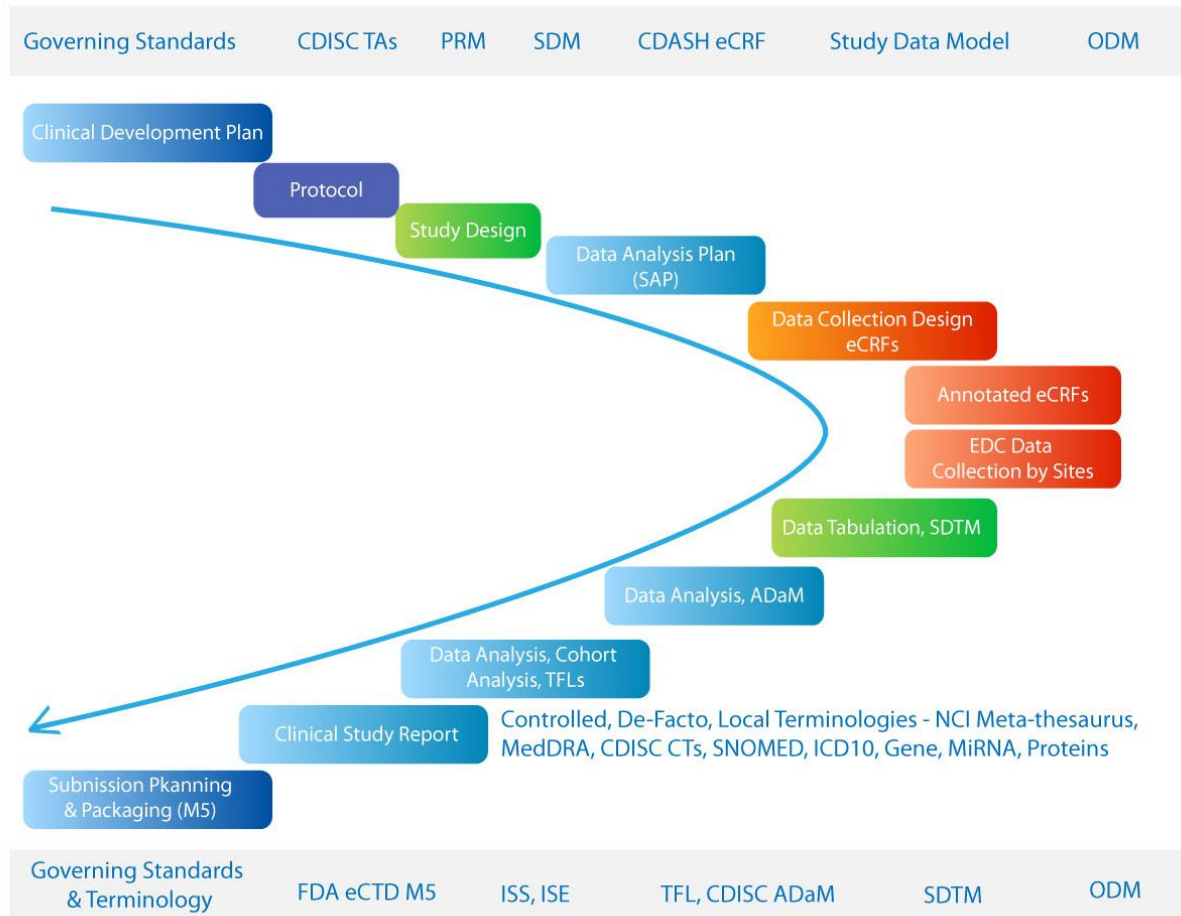 Governing Standards CDISC TAs PRM SDM CDASH eCRF Study Data Model ODM
Clinical Development Plan
Protocol
Study Design
Data Analysis Plan
(SAP)
Data Collection Design
eCRFs
Annotated eCRFs
EDC Data
Collection by Sites
Data Tabulation, SDTM
Data Analysis, ADaM
Data Analysis, Cohort
Analysis, TFLs
Clinical Study Report
Controlled, De-Facto, Local Terminologies - NCI Meta-thesaurus,
MedDRA, CDISC CTs, SNOMED, ICD10, Gene, MiRNA, Proteins
Subnission Pkanning
& Packaging (M5)
Governing Standards
& Terminology
FDA eCTD M5 ISS, ISE TFL, CDISC ADaM SDTM ODM